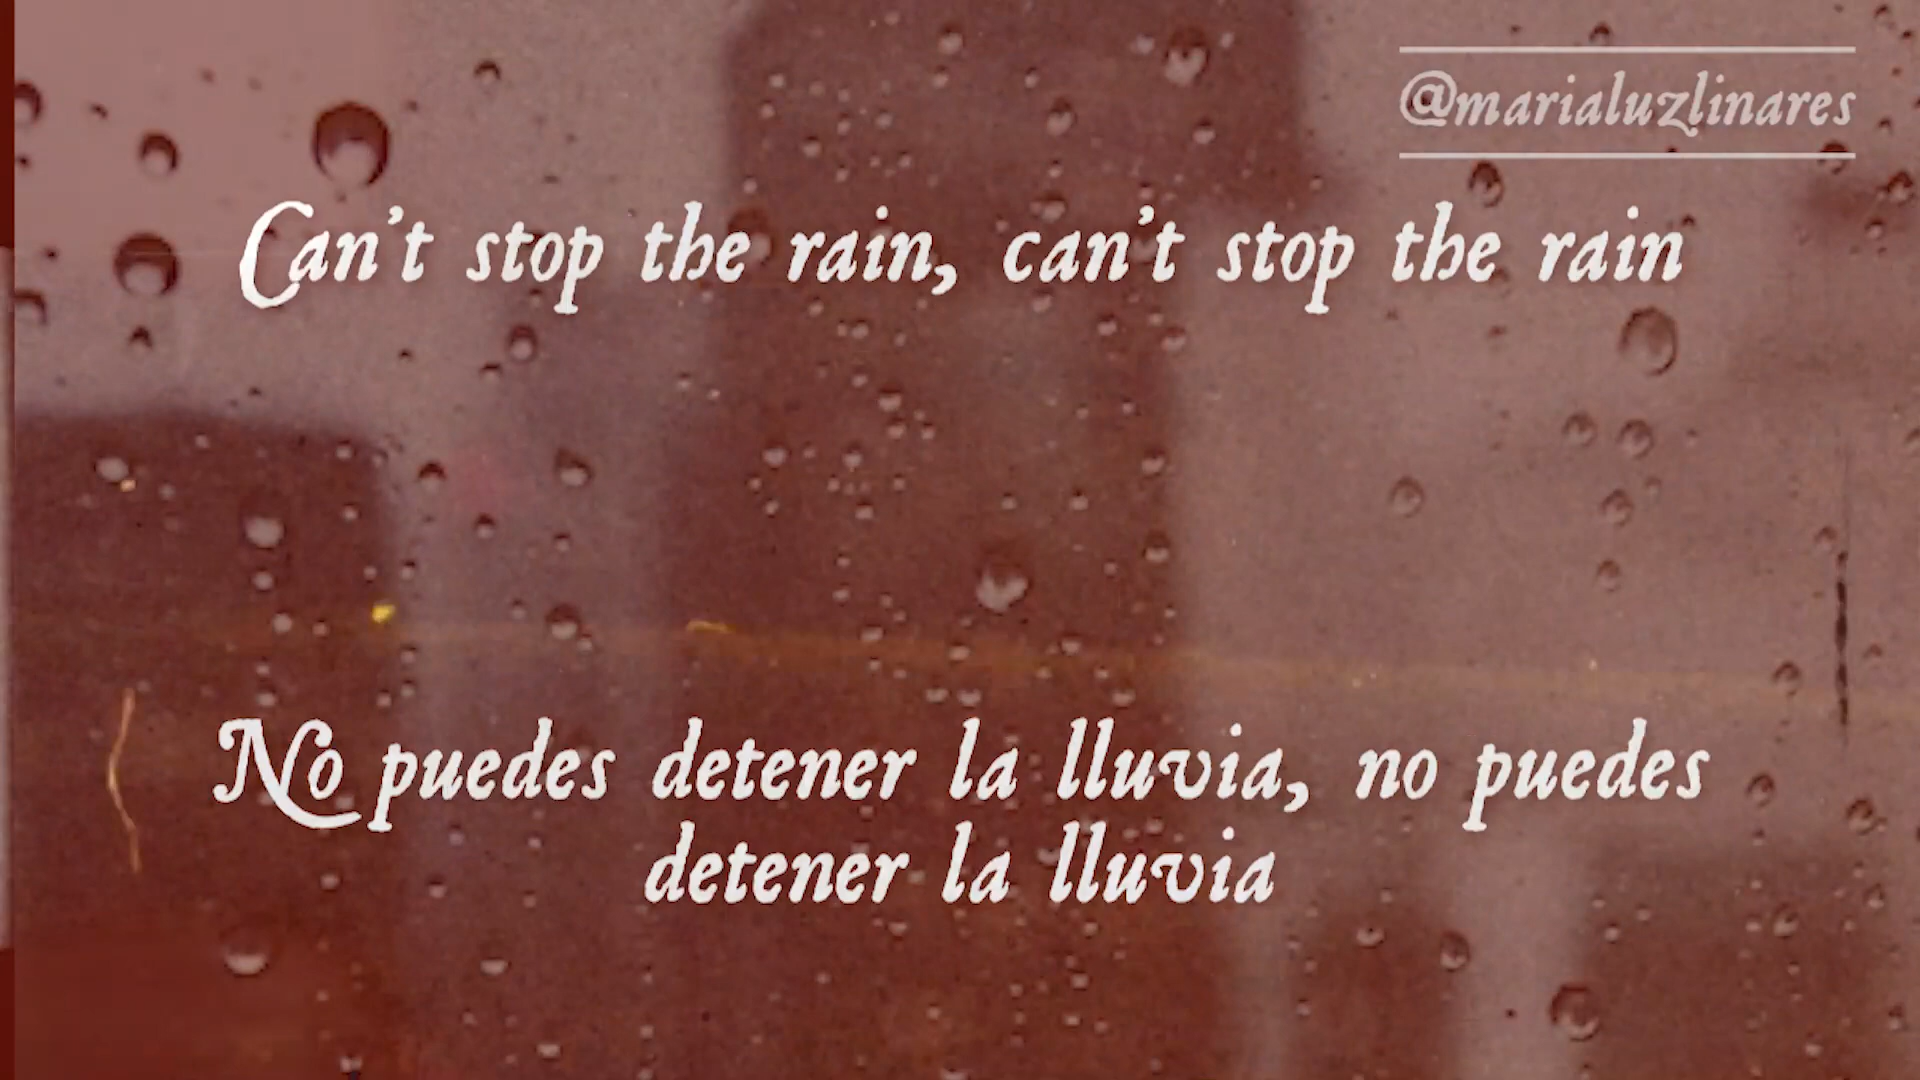 @marialuzlinares
Can't stop the rain, can't stop the rain
No puedes detener la lluvia, no puedes
detener la lluvia